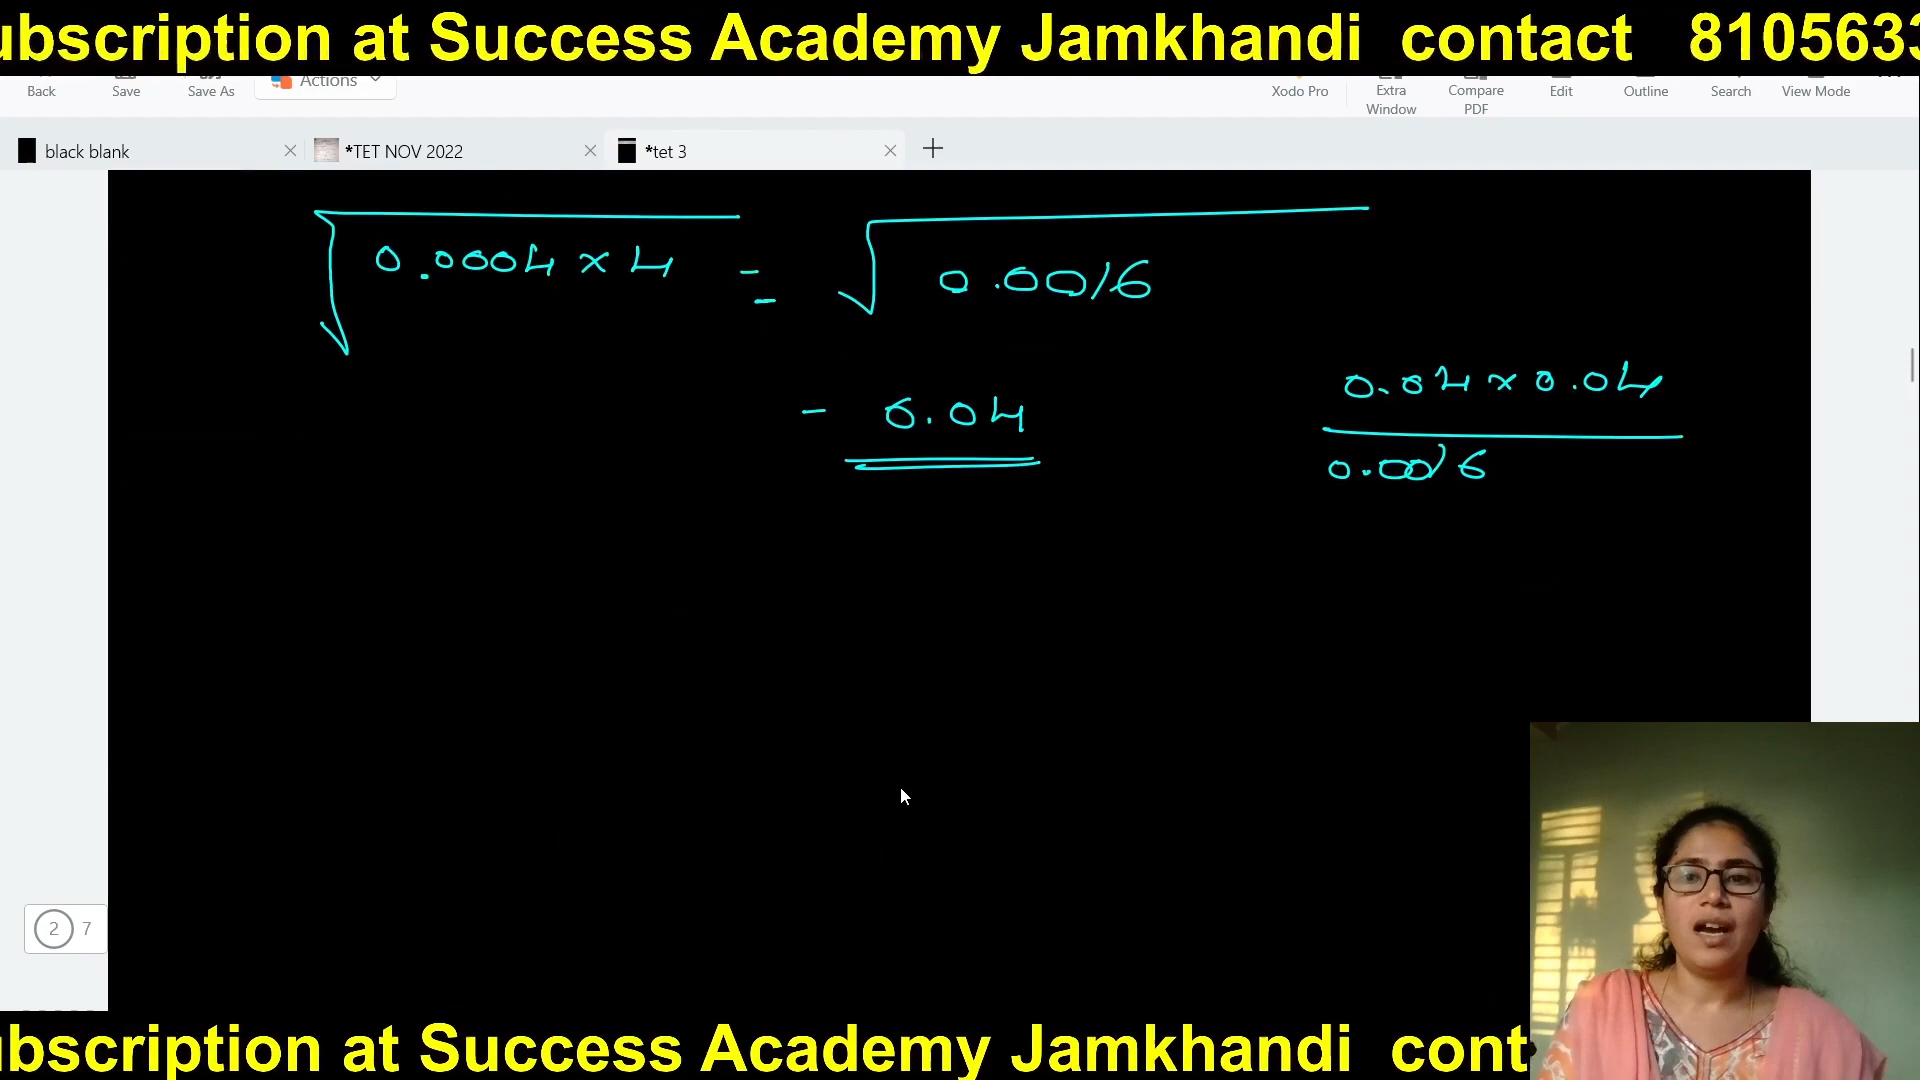 ubscription at Success Academy Jamkhandi contact 810563
Back Save Save As Actions Xodo Pro Extra Window Compare PDF Edit Outline Search View Mode
black blank *TET NOV 2022 *tet 3
√0.0004 × 4 = √0.0016
0.04 × 0.04
- 0.04
0.0016
2 7
ubscription at Success Academy Jamkhandi cont